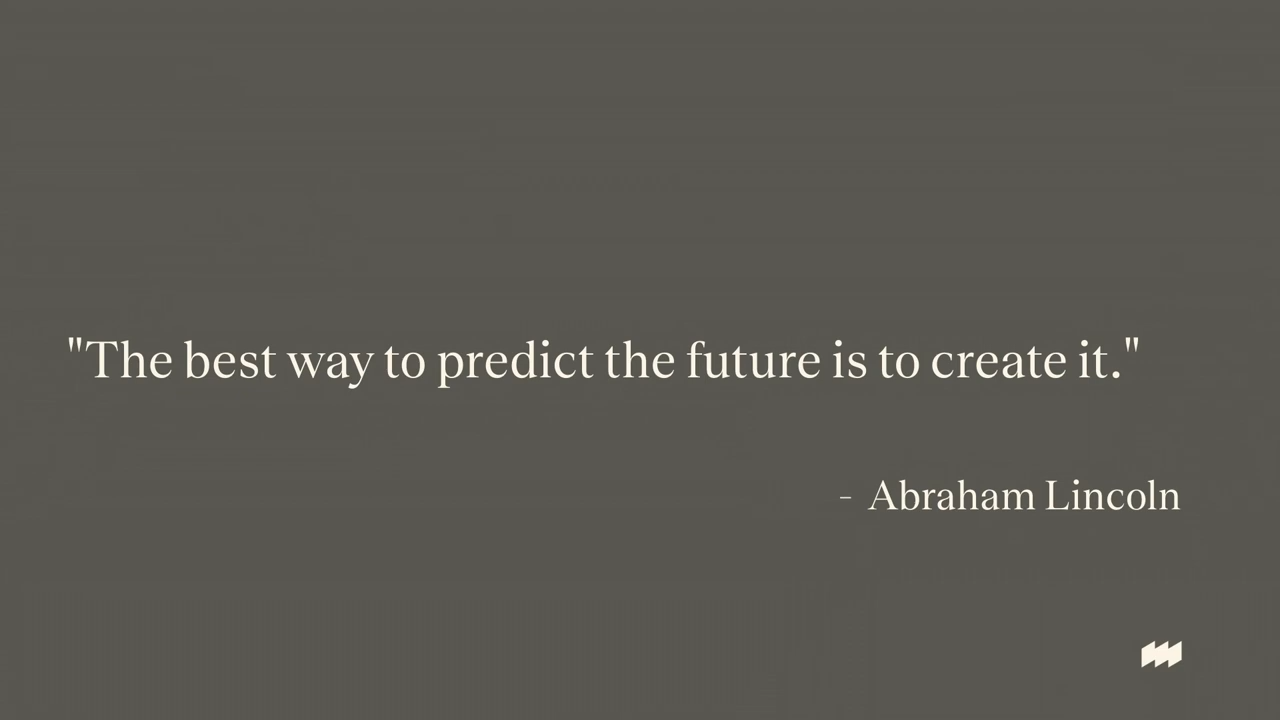 "The best way to predict the future is to create it."
- Abraham Lincoln